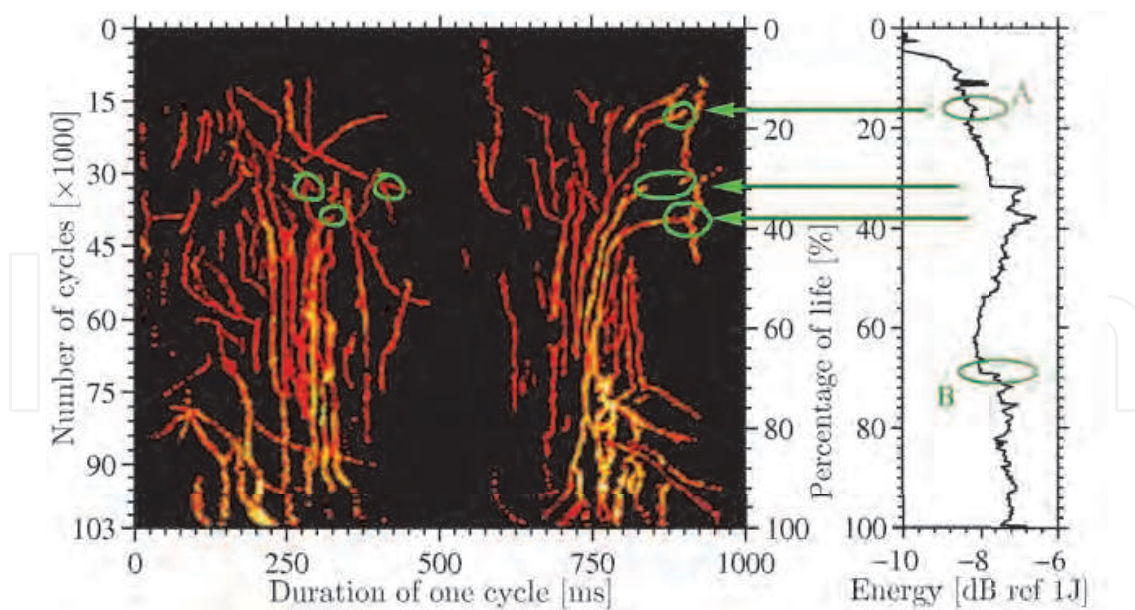 0 250 500 750 1000
0
15
30
45
60
75
90
103
Number of cycles [×1000]
Duration of one cycle [ms]
0
20
40
60
80
100
Percentage of life [%]
0
20
40
60
80
100
A
B
−10 −8 −6
Energy [dB ref 1J]